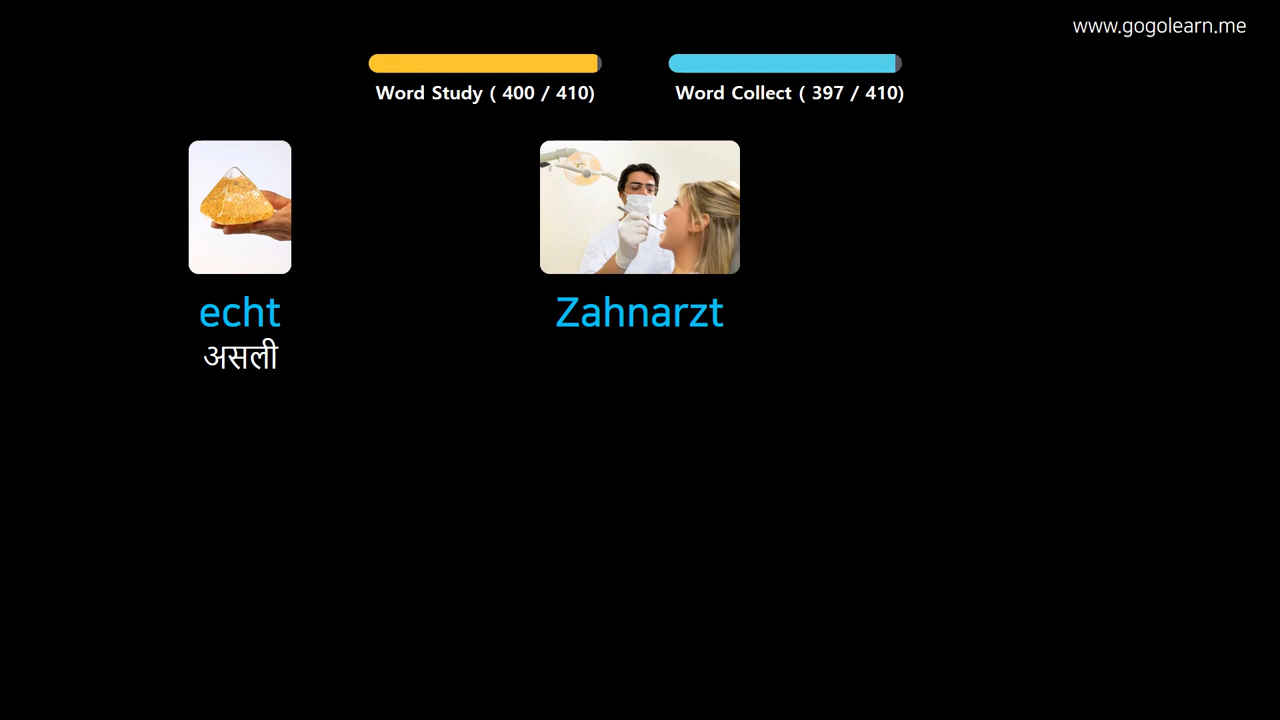 www.gogolearn.me
Word Study ( 400 / 410)
Word Collect ( 397 / 410)
echt
असली
Zahnarzt